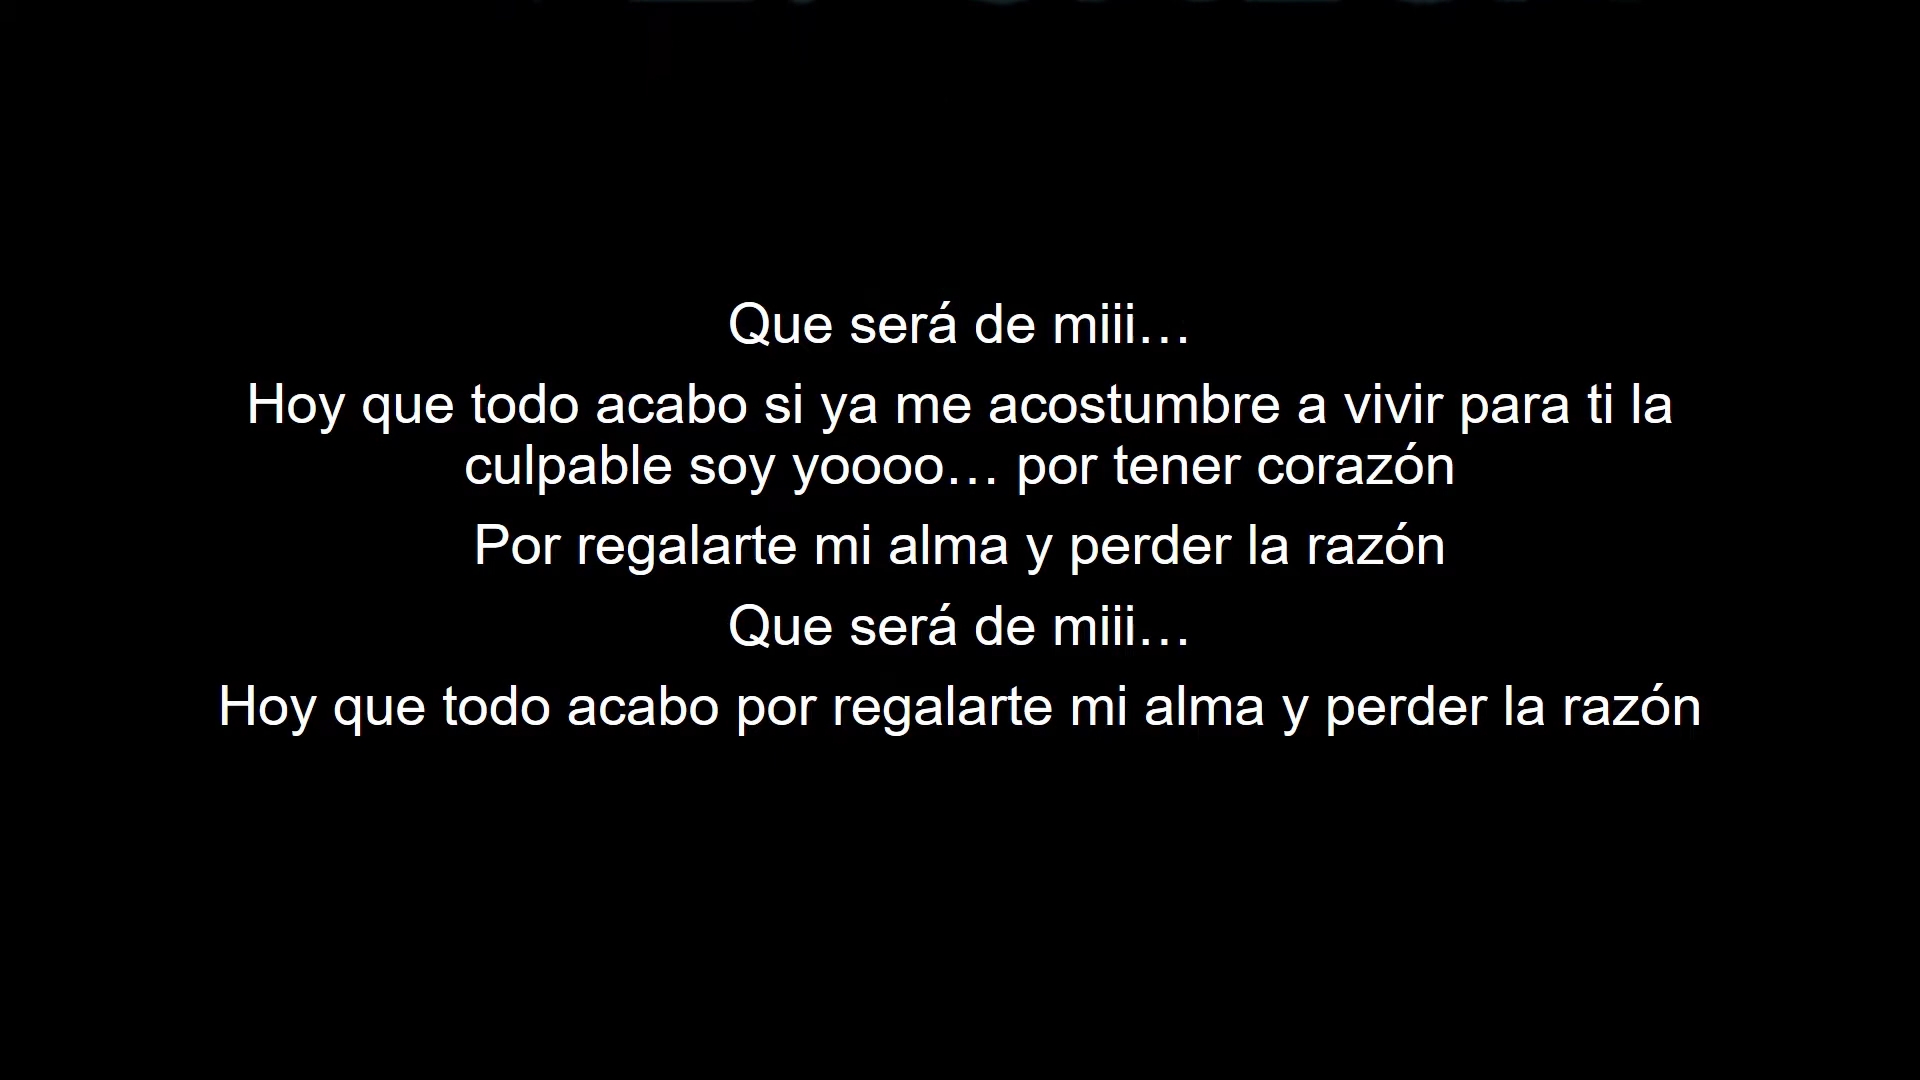 Que será de miii…
Hoy que todo acabo si ya me acostumbre a vivir para ti la
culpable soy yoooo… por tener corazón
Por regalarte mi alma y perder la razón
Que será de miii…
Hoy que todo acabo por regalarte mi alma y perder la razón